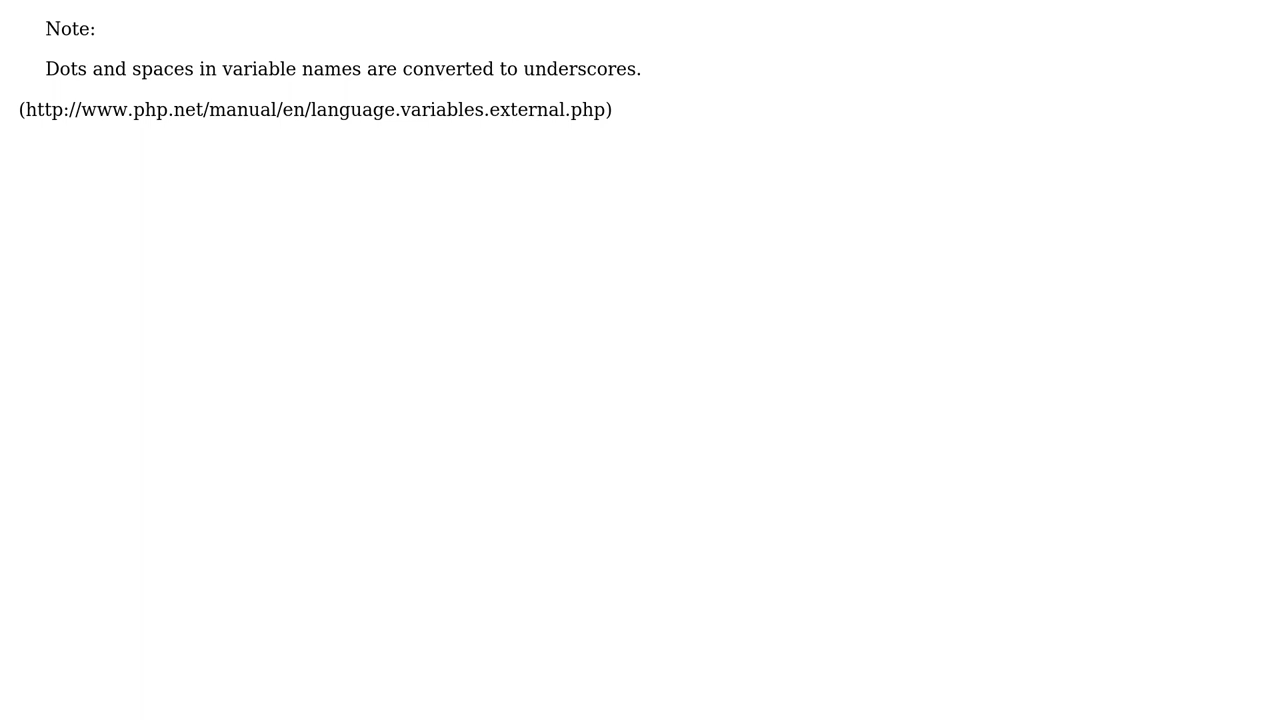 Note:
Dots and spaces in variable names are converted to underscores.
(http://www.php.net/manual/en/language.variables.external.php)